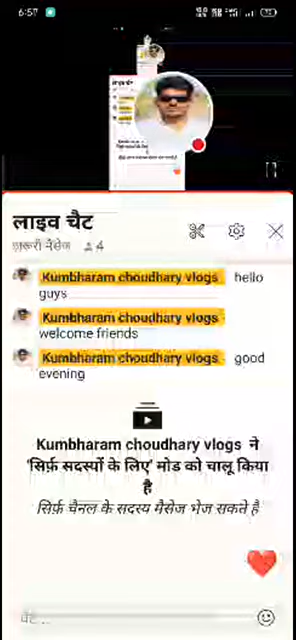 6:57
लाइव चैट
ज़रूरी मैसेज 4
Kumbharam choudhary vlogs hello
guys
Kumbharam choudhary vlogs
welcome friends
Kumbharam choudhary vlogs good
evening
Kumbharam choudhary vlogs ने
'सिर्फ़ सदस्यों के लिए' मोड को चालू किया
है
सिर्फ़ चैनल के सदस्य मैसेज भेज सकते हैं